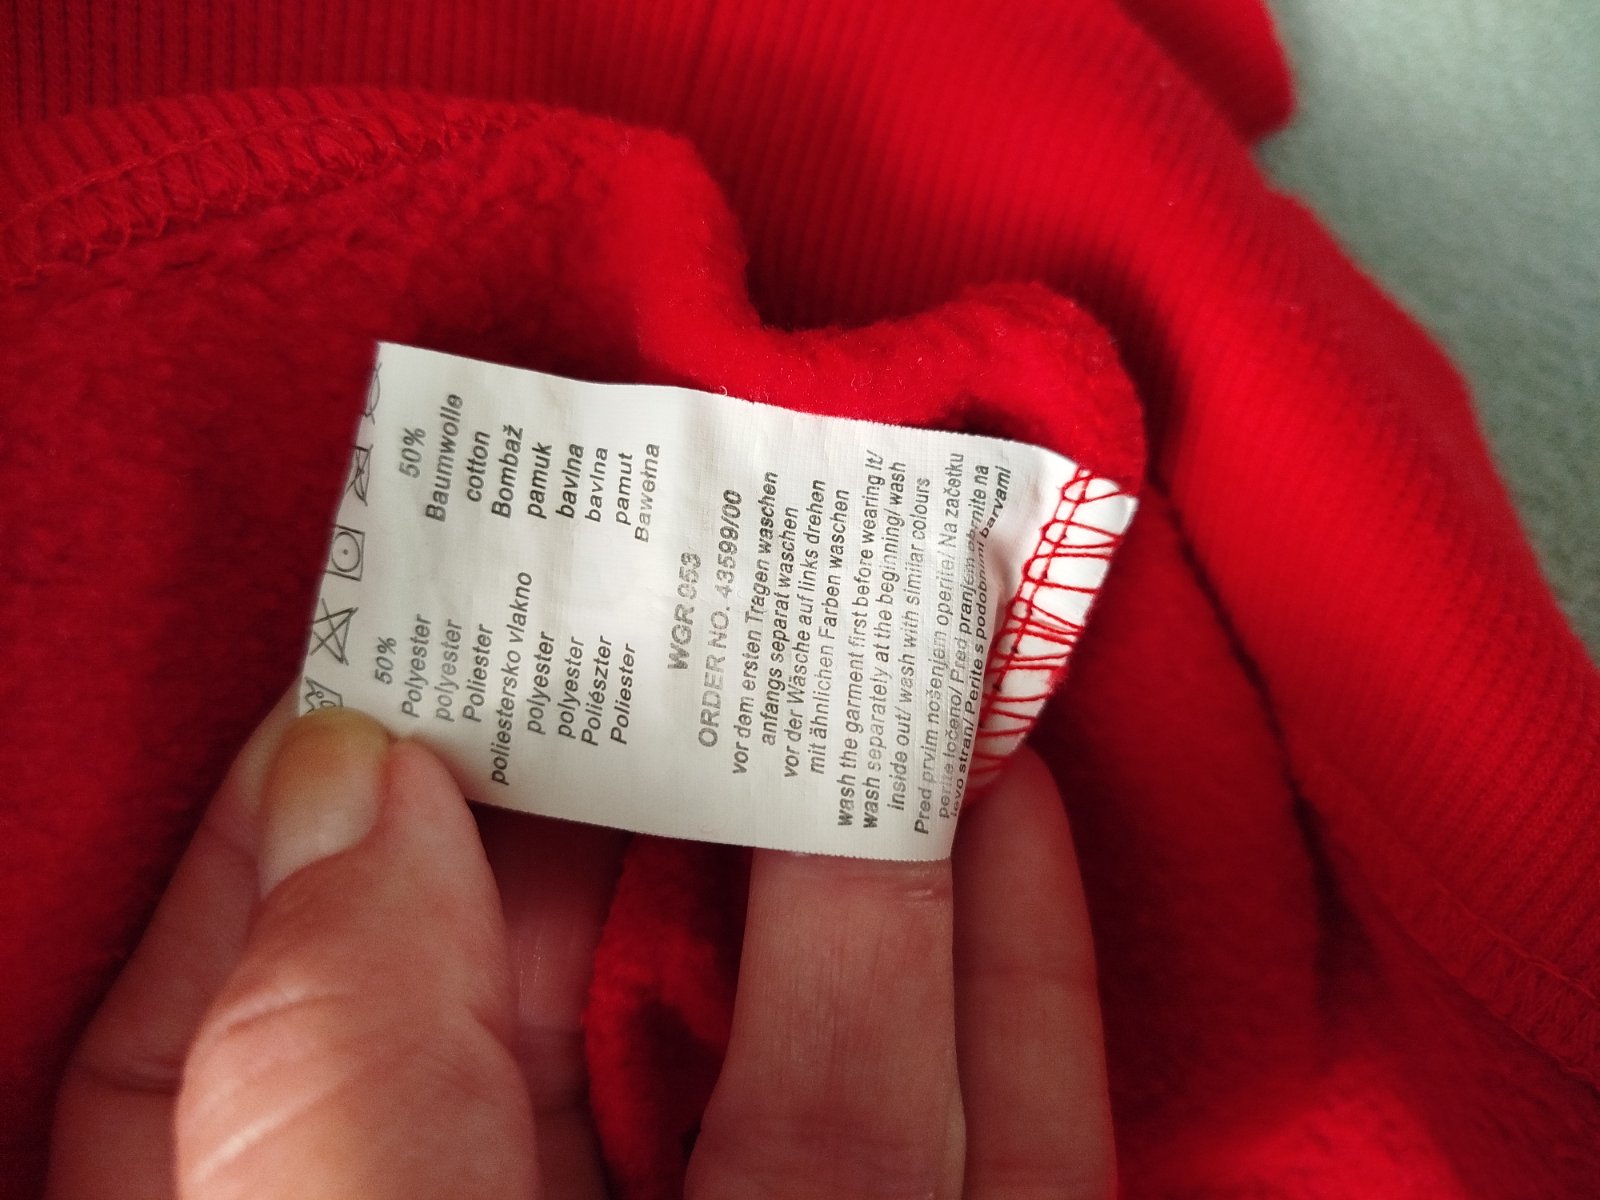 50%
Baumwolle
cotton
Bombaž
pamuk
bavlna
bavlna
pamut
Bawełna
50%
Polyester
polyester
Poliester
poliestersko vlakno
polyester
polyester
Poliészter
Poliester
WGR 053
ORDER NO. 43599/00
vor dem ersten Tragen waschen
anfangs separat waschen
vor der Wäsche auf links drehen
mit ähnlichen Farben waschen
wash the garment first before wearing it/
wash separately at the beginning/ wash
inside out/ wash with similar colours
Pred prvim nošenjem operite/ Na začetku
perite ločeno/ Pred pranjem obrnite na
levo stran/ Perite s podobnimi barvami